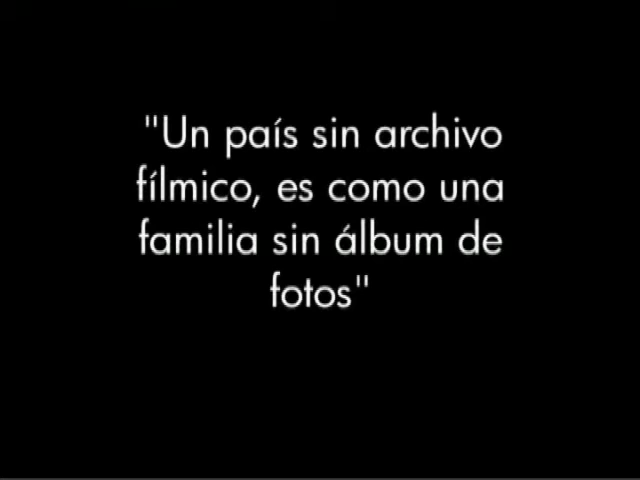 "Un país sin archivo
fílmico, es como una
familia sin álbum de
fotos"